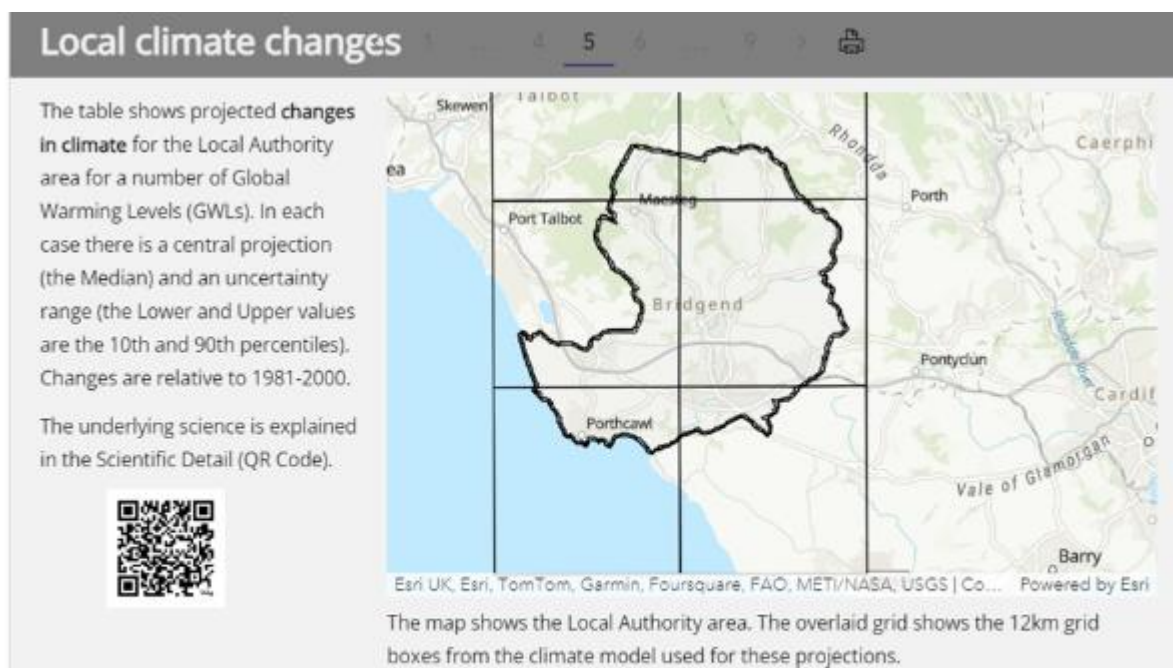 Local climate changes
1 ... 4 5 6 ... 9 >
The table shows projected changes
in climate for the Local Authority
area for a number of Global
Warming Levels (GWLs). In each
case there is a central projection
(the Median) and an uncertainty
range (the Lower and Upper values
are the 10th and 90th percentiles).
Changes are relative to 1981-2000.
The underlying science is explained
in the Scientific Detail (QR Code).
Talbot
Skewen
Rhondda
Caerphi
ea
Maesteg
Porth
Port Talbot
Bridgend
Pontyclun
Cardif
Porthcawl
Vale of Glamorgan
Barry
Esri UK, Esri, TomTom, Garmin, Foursquare, FAO, METI/NASA, USGS | Co... Powered by Esri
The map shows the Local Authority area. The overlaid grid shows the 12km grid
boxes from the climate model used for these projections.